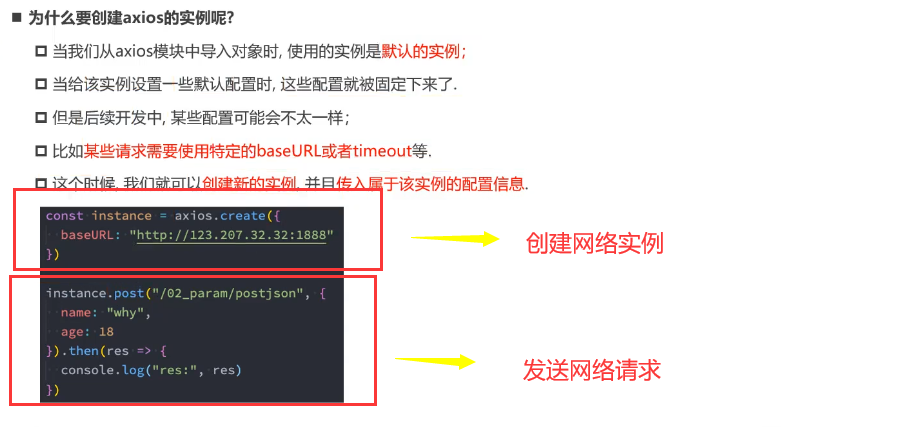 为什么要创建axios的实例呢?
当我们从axios模块中导入对象时, 使用的实例是默认的实例;
当给该实例设置一些默认配置时, 这些配置就被固定下来了.
但是后续开发中, 某些配置可能会不太一样;
比如某些请求需要使用特定的baseURL或者timeout等.
这个时候, 我们就可以创建新的实例, 并且传入属于该实例的配置信息.
const instance = axios.create({
baseURL: "http://123.207.32.32:1888"
})
创建网络实例
instance.post("/02_param/postjson", {
name: "why",
age: 18
}).then(res => {
console.log("res:", res)
})
发送网络请求